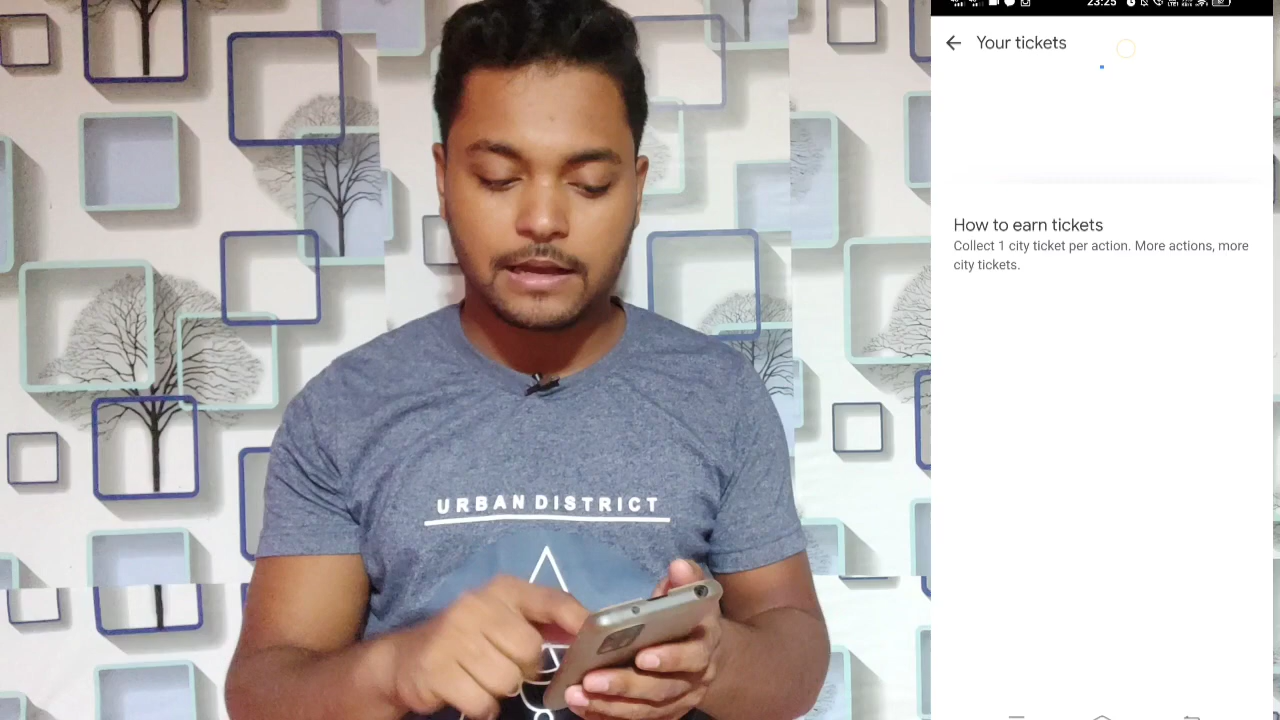 23:25
Your tickets
How to earn tickets
Collect 1 city ticket per action. More actions, more
city tickets.
URBAN DISTRICT